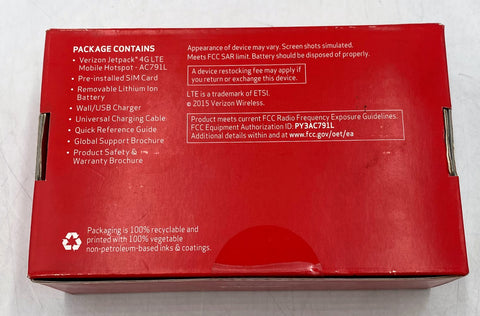 PACKAGE CONTAINS
• Verizon Jetpack® 4G LTE
Mobile Hotspot - AC791L
• Pre-installed SIM Card
• Removable Lithium Ion
Battery
• Wall/USB Charger
• Universal Charging Cable
• Quick Reference Guide
• Global Support Brochure
• Product Safety &
Warranty Brochure
Appearance of device may vary. Screen shots simulated.
Meets FCC SAR limit. Battery should be disposed of properly.
A device restocking fee may apply if
you return or exchange this device.
LTE is a trademark of ETSI.
© 2015 Verizon Wireless.
Product meets current FCC Radio Frequency Exposure Guidelines.
FCC Equipment Authorization ID: PY3AC791L
Additional details within and at www.fcc.gov/oet/ea
Packaging is 100% recyclable and
printed with 100% vegetable
non-petroleum-based inks & coatings.